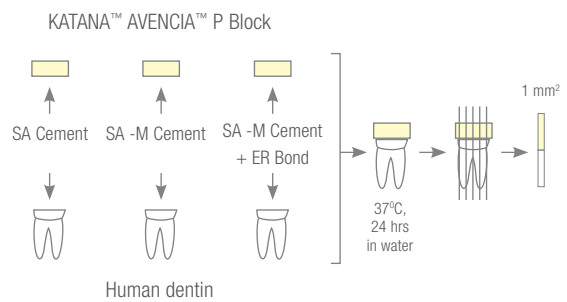 KATANA™ AVENCIA™ P Block
SA Cement
SA -M Cement
SA -M Cement
+ ER Bond
1 mm²
37⁰C,
24 hrs
in water
Human dentin